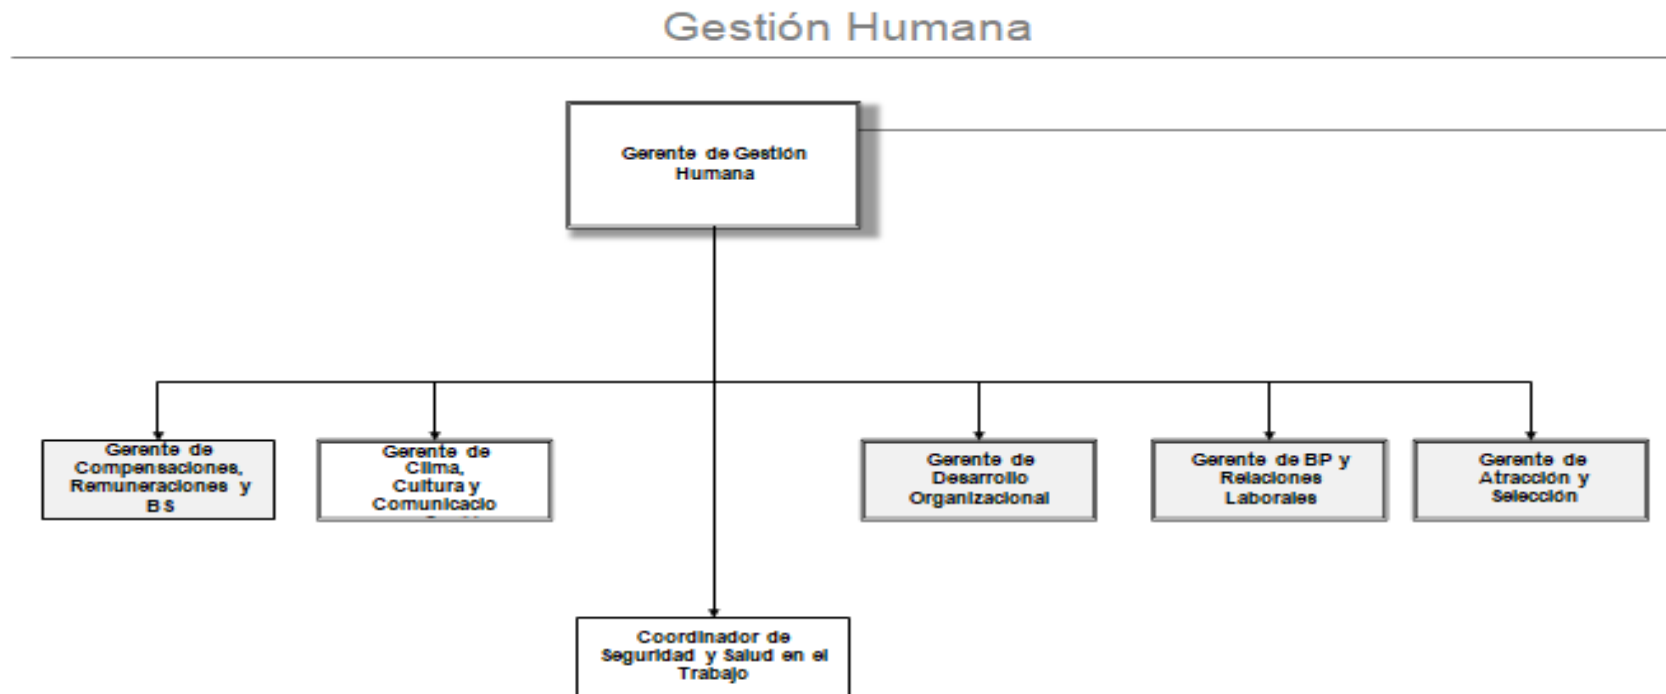 Gestión Humana
Gerente de Gestión
Humana
Gerente de
Compensaciones,
Remuneraciones y
BS
Gerente de
Clima,
Cultura y
Comunicacio
Gerente de
Desarrollo
Organizacional
Gerente de BP y
Relaciones
Laborales
Gerente de
Atracción y
Selección
Coordinador de
Seguridad y Salud en el
Trabajo